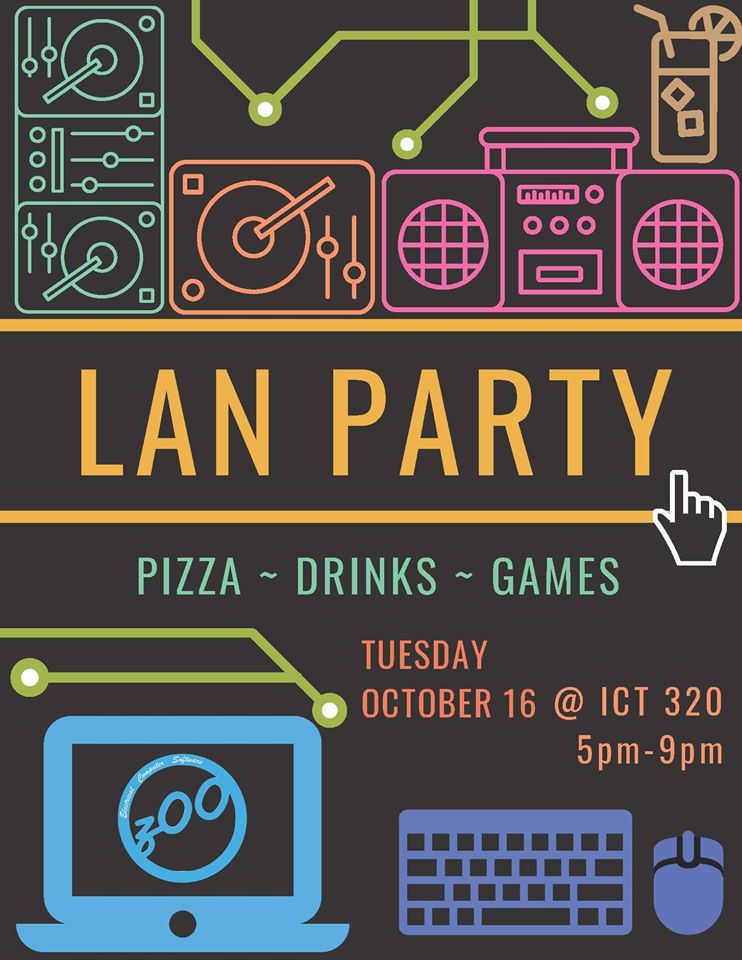 LAN PARTY
PIZZA ~ DRINKS ~ GAMES
TUESDAY
OCTOBER 16 @ ICT 320
5pm-9pm
Electrical Computer Software
zoo